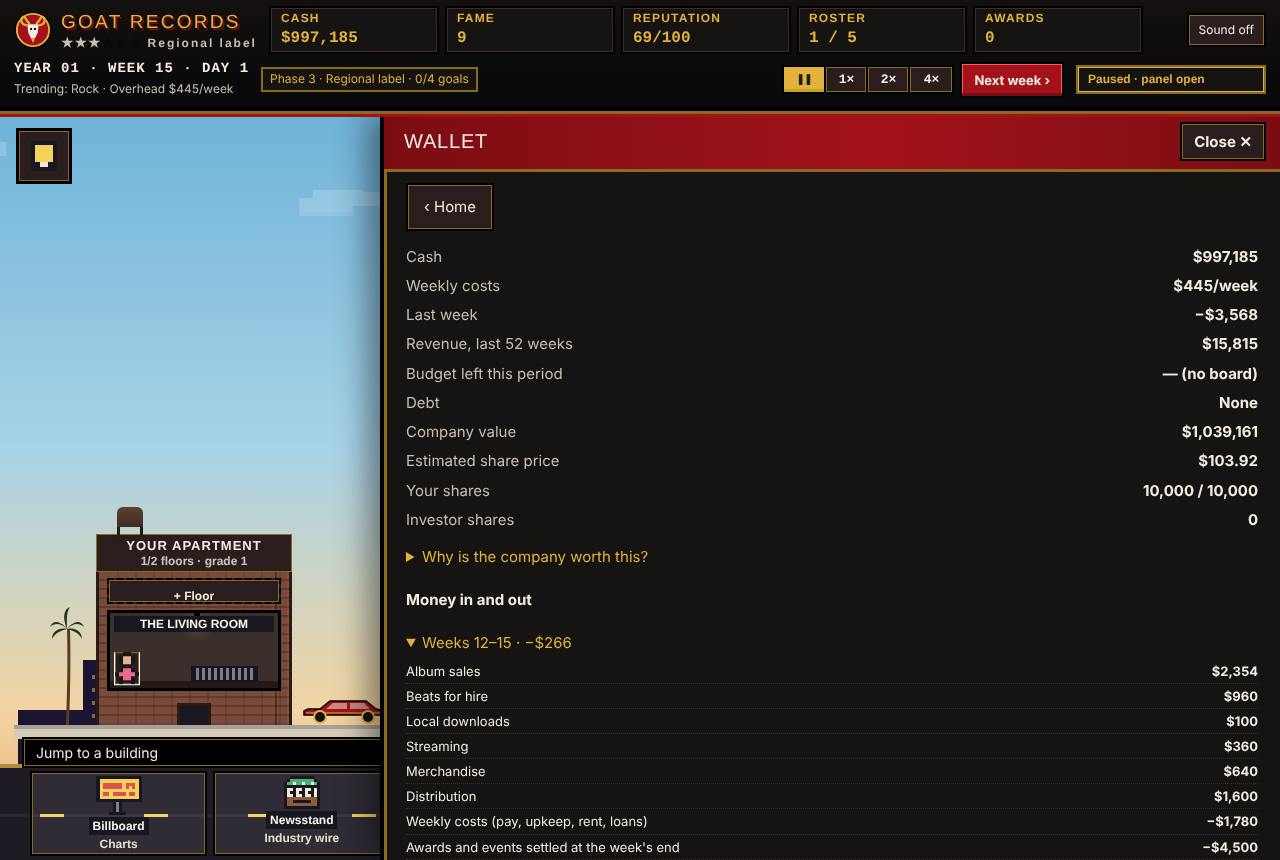 GOAT RECORDS
★★★★★★ Regional label
CASH
$997,185
FAME
9
REPUTATION
69/100
ROSTER
1 / 5
AWARDS
0
Sound off
YEAR 01 · WEEK 15 · DAY 1
Trending: Rock · Overhead $445/week
Phase 3 · Regional label · 0/4 goals
1×
2×
4×
Next week ›
Paused · panel open
WALLET
Close ✕
‹ Home
Cash $997,185
Weekly costs $445/week
Last week −$3,568
Revenue, last 52 weeks $15,815
Budget left this period — (no board)
Debt None
Company value $1,039,161
Estimated share price $103.92
Your shares 10,000 / 10,000
Investor shares 0
▶ Why is the company worth this?
Money in and out
▼ Weeks 12–15 · −$266
Album sales $2,354
Beats for hire $960
Local downloads $100
Streaming $360
Merchandise $640
Distribution $1,600
Weekly costs (pay, upkeep, rent, loans) −$1,780
Awards and events settled at the week's end −$4,500
YOUR APARTMENT
1/2 floors · grade 1
+ Floor
THE LIVING ROOM
Jump to a building
Billboard
Charts
Newsstand
Industry wire